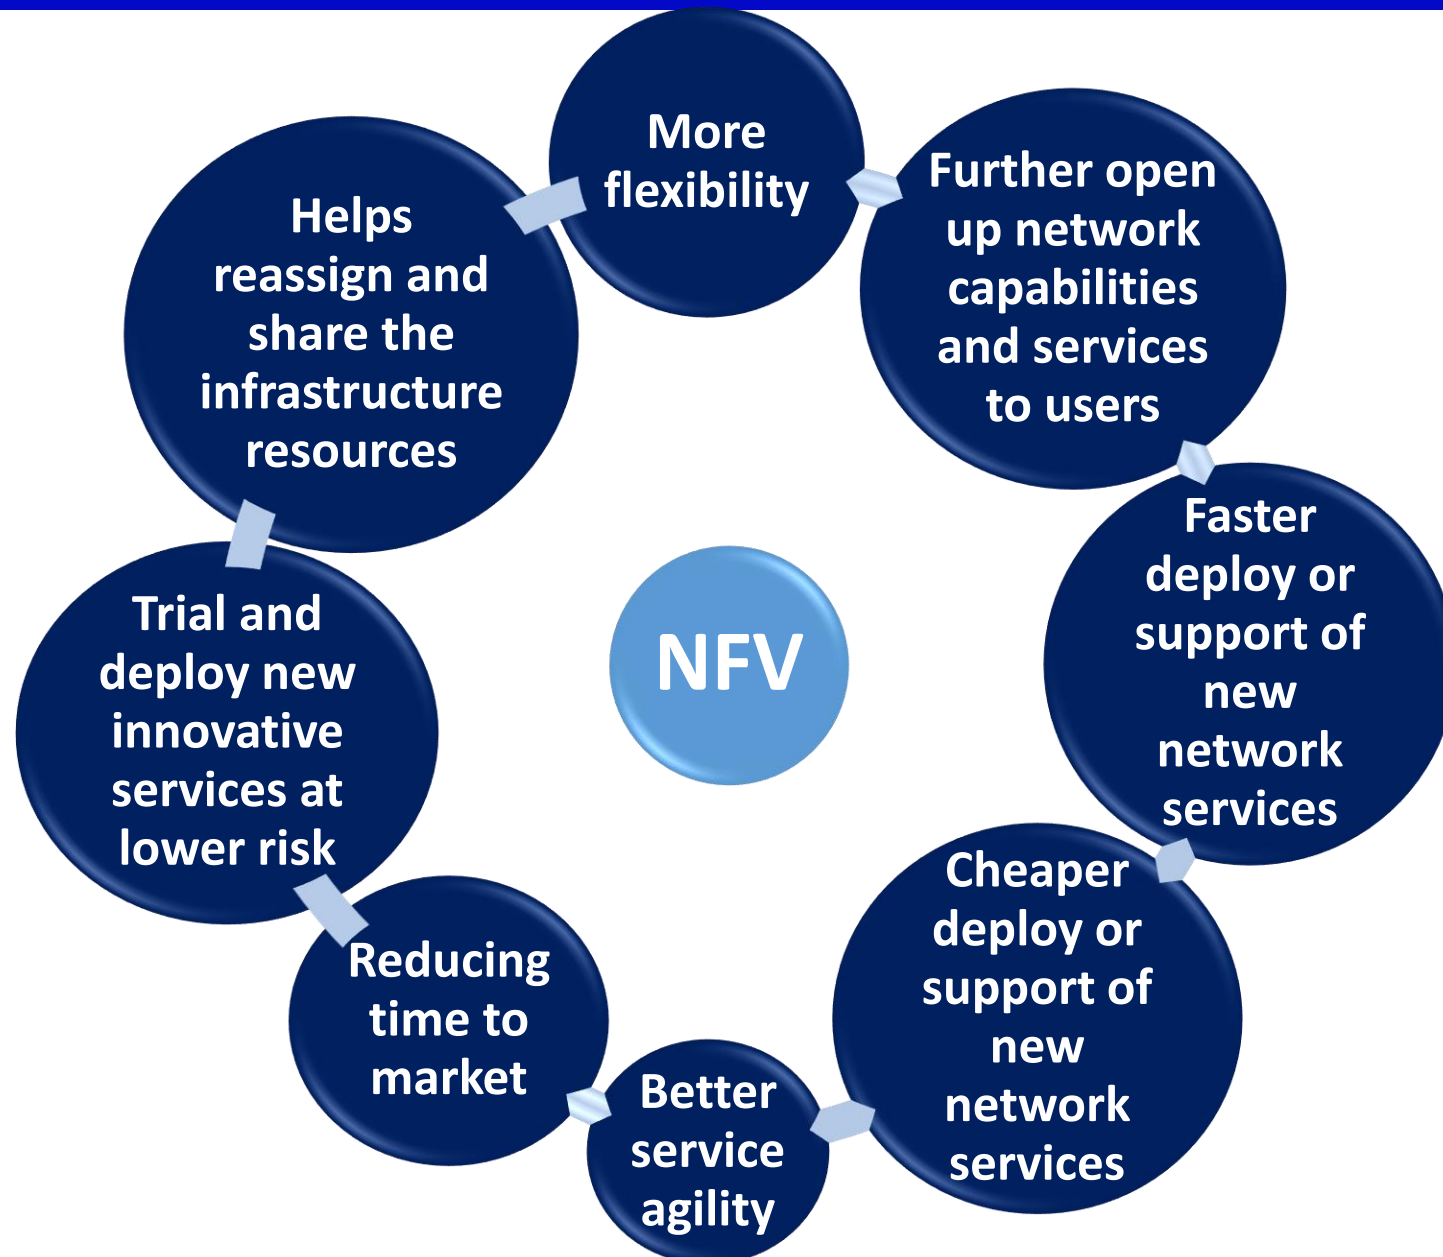 More
flexibility
Further open
up network
capabilities
and services
to users
Faster
deploy or
support of
new
network
services
Cheaper
deploy or
support of
new
network
services
Better
service
agility
Reducing
time to
market
Trial and
deploy new
innovative
services at
lower risk
Helps
reassign and
share the
infrastructure
resources
NFV